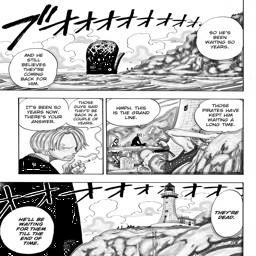 ブオオオオオオオオ
SO HE'S
BEEN
WAITING 50
YEARS.
AND HE
STILL
BELIEVES
THEY'RE
COMING
BACK FOR
HIM.
THOSE
PIRATES HAVE
KEPT HIM
WAITING A
LONG TIME.
HMPH. THIS
IS THE GRAND
LINE.
THOSE
GUYS SAID
THEY'D BE
BACK IN A
COUPLE OF
YEARS.
IT'S BEEN 50
YEARS NOW.
THERE'S YOUR
ANSWER.
オオオオオオオオ
THEY'RE
DEAD.
HE'LL BE
WAITING
FOR THEM
TILL THE
END OF
TIME.